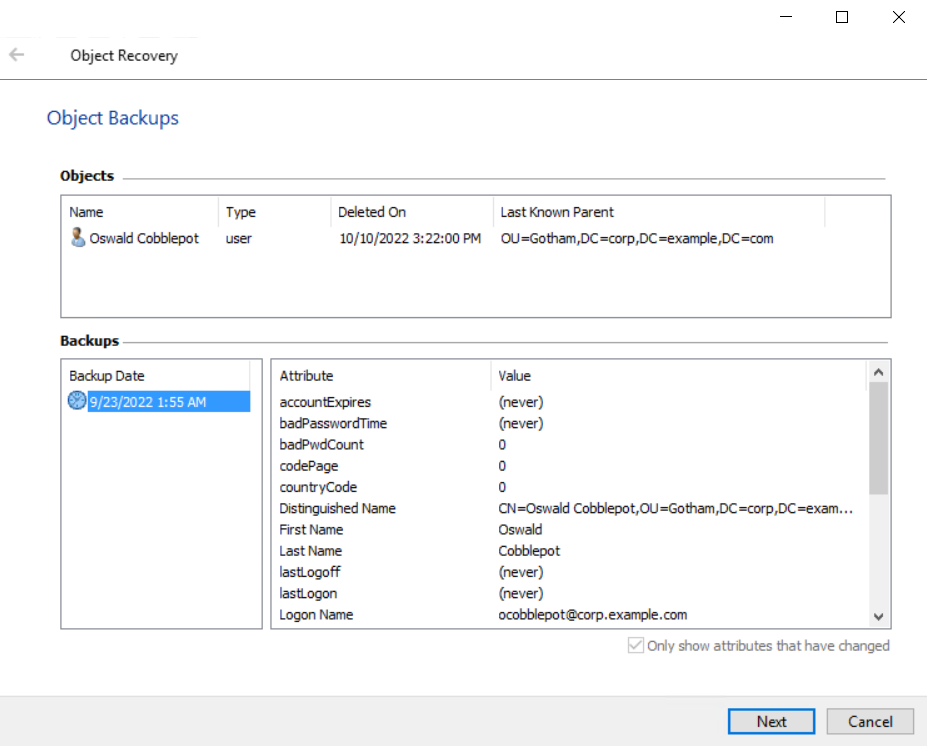 Object Recovery
Object Backups
Objects
Name Type Deleted On Last Known Parent
Oswald Cobblepot user 10/10/2022 3:22:00 PM OU=Gotham,DC=corp,DC=example,DC=com
Backups
Backup Date
9/23/2022 1:55 AM
Attribute Value
accountExpires (never)
badPasswordTime (never)
badPwdCount 0
codePage 0
countryCode 0
Distinguished Name CN=Oswald Cobblepot,OU=Gotham,DC=corp,DC=exam...
First Name Oswald
Last Name Cobblepot
lastLogoff (never)
lastLogon (never)
Logon Name ocobblepot@corp.example.com
Only show attributes that have changed
Next Cancel